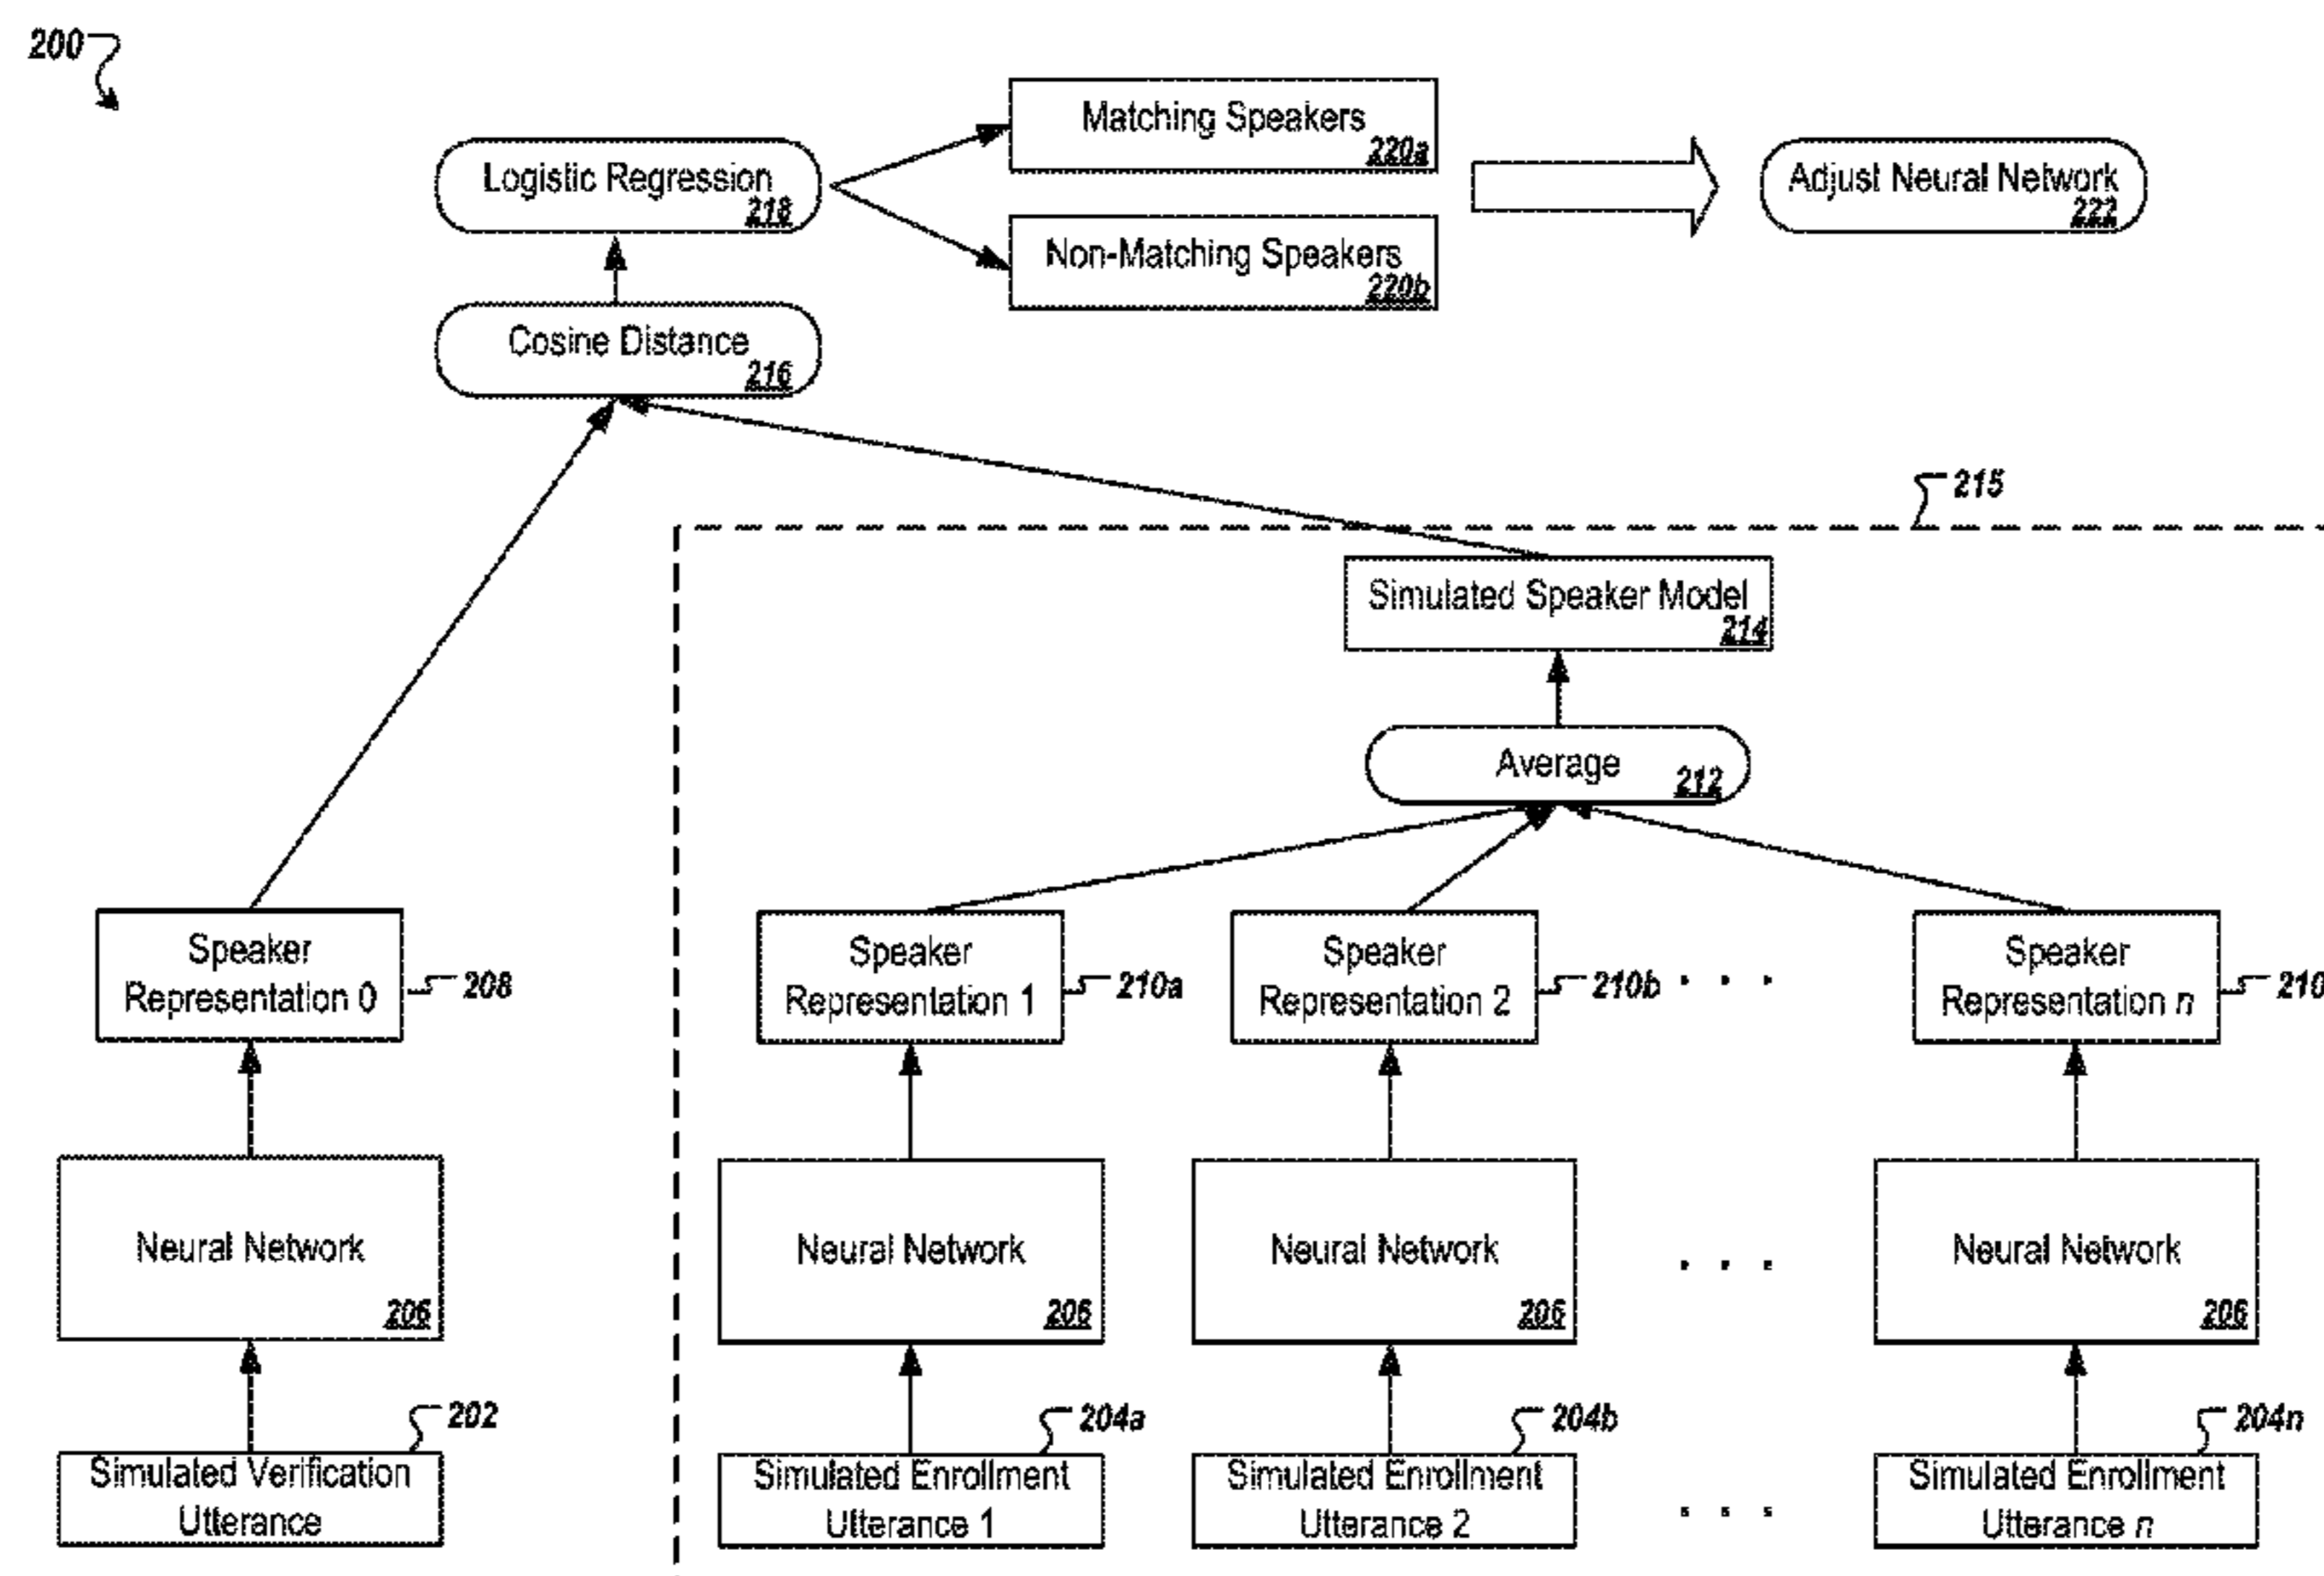 200
Matching Speakers
220a
Logistic Regression
218
Adjust Neural Network
222
Non-Matching Speakers
220b
Cosine Distance
216
215
Simulated Speaker Model
214
Average
212
Speaker
Representation 0
208
Speaker
Representation 1
210a
Speaker
Representation 2
210b
. . .
Speaker
Representation n
210
Neural Network
206
Neural Network
206
Neural Network
206
. . .
Neural Network
206
202
204a
204b
204n
Simulated Verification
Utterance
Simulated Enrollment
Utterance 1
Simulated Enrollment
Utterance 2
. . .
Simulated Enrollment
Utterance n